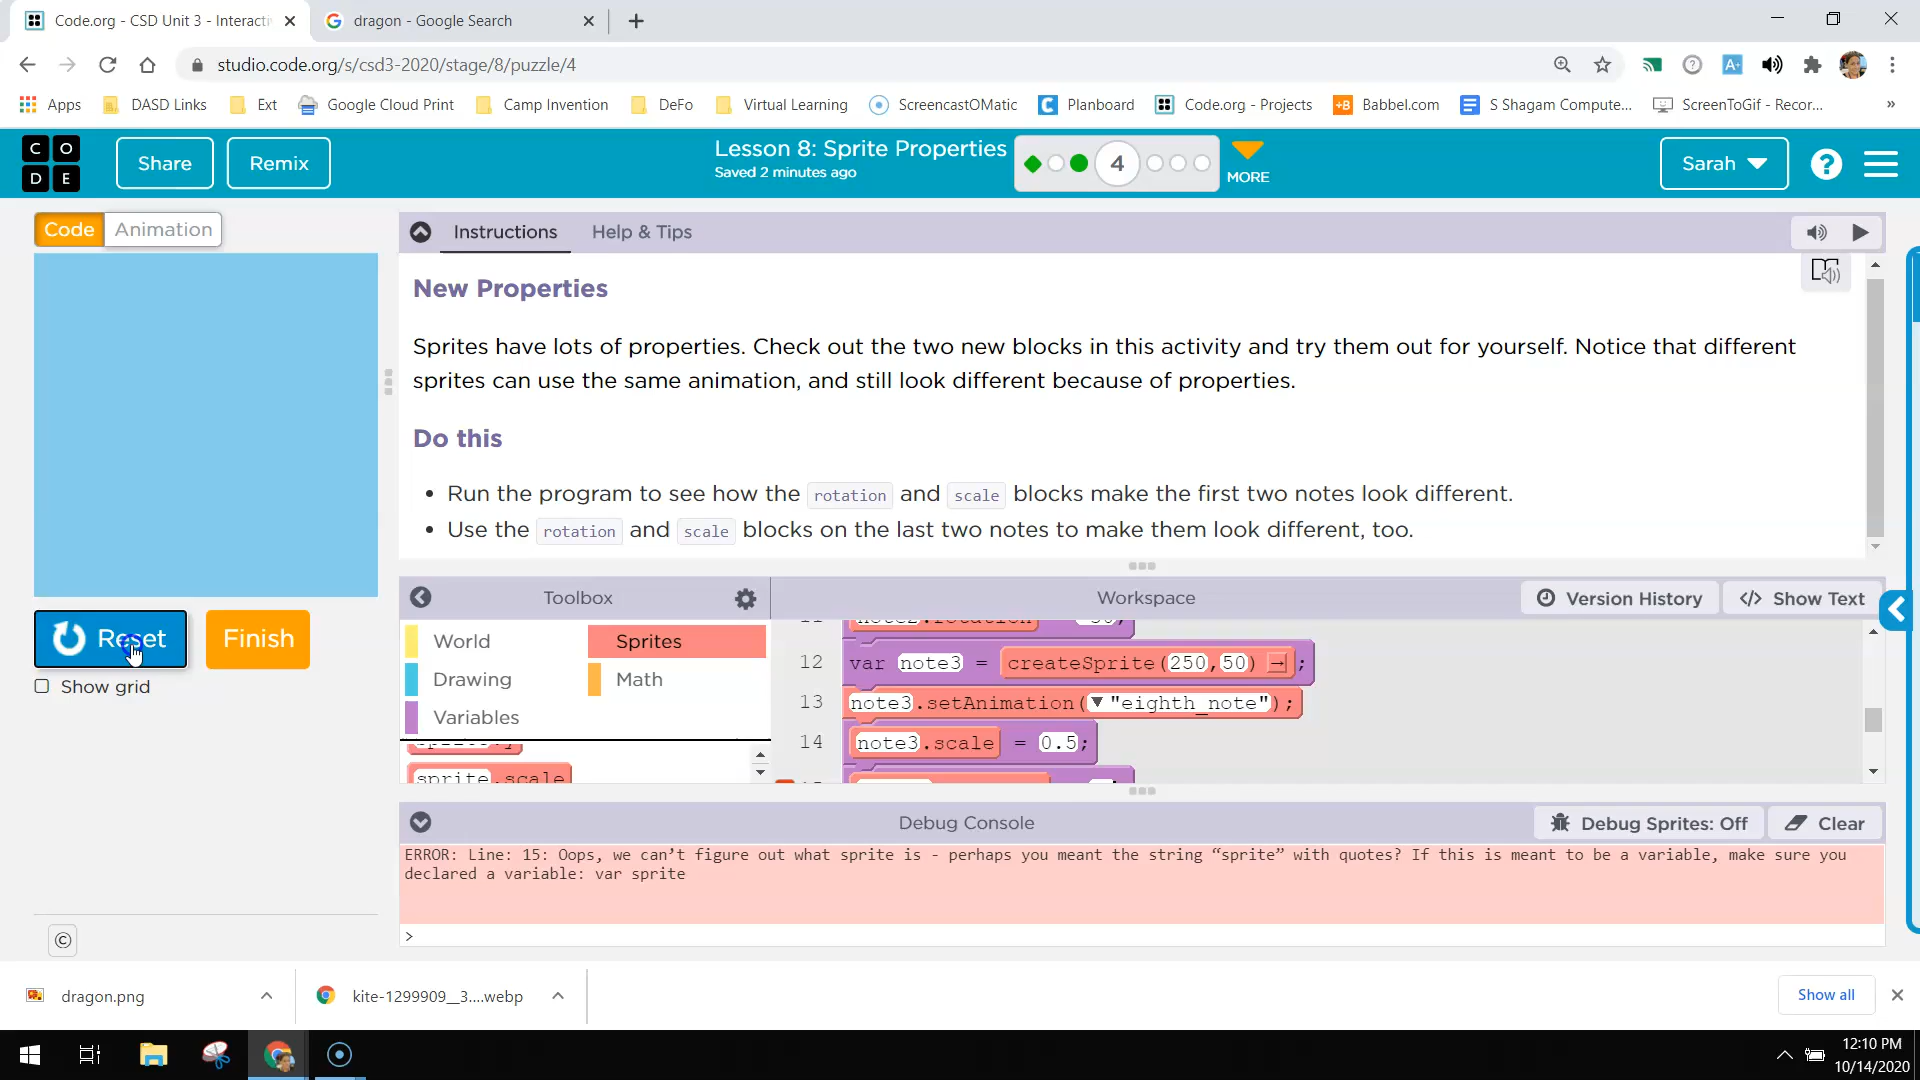 Code.org - CSD Unit 3 - Interacti
dragon - Google Search
studio.code.org/s/csd3-2020/stage/8/puzzle/4
Apps
DASD Links
Ext
Google Cloud Print
Camp Invention
DeFo
Virtual Learning
ScreencastOMatic
Planboard
Code.org - Projects
Babbel.com
S Shagam Compute...
ScreenToGif - Recor...
»
C O D E
Share
Remix
Lesson 8: Sprite Properties
Saved 2 minutes ago
4
MORE
Sarah
?
Code
Animation
Instructions
Help & Tips
New Properties
Sprites have lots of properties. Check out the two new blocks in this activity and try them out for yourself. Notice that different
sprites can use the same animation, and still look different because of properties.
Do this
• Run the program to see how the rotation and scale blocks make the first two notes look different.
• Use the rotation and scale blocks on the last two notes to make them look different, too.
Reset
Finish
Show grid
Toolbox
Workspace
Version History
</> Show Text
World
Sprites
Drawing
Math
Variables
sprite.scale
12 var note3 = createSprite(250,50) → ;
13 note3.setAnimation(▼"eighth_note");
14 note3.scale = 0.5;
Debug Console
Debug Sprites: Off
Clear
ERROR: Line: 15: Oops, we can't figure out what sprite is - perhaps you meant the string “sprite” with quotes? If this is meant to be a variable, make sure you
declared a variable: var sprite
>
©
dragon.png
kite-1299909__3....webp
Show all
12:10 PM
10/14/2020